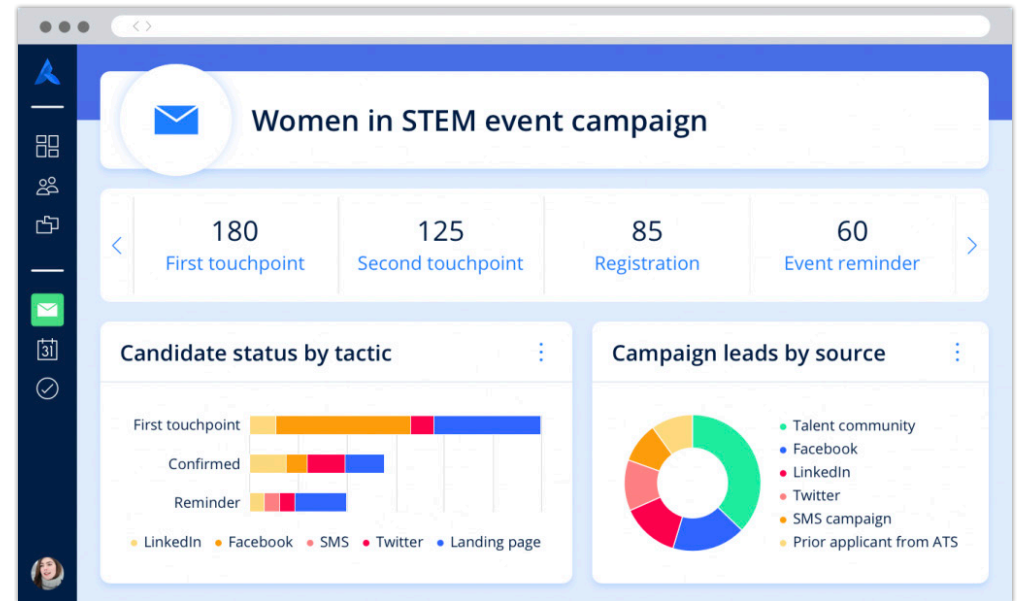 Women in STEM event campaign
180
First touchpoint
125
Second touchpoint
85
Registration
60
Event reminder
Candidate status by tactic
First touchpoint
Confirmed
Reminder
LinkedIn
Facebook
SMS
Twitter
Landing page
Campaign leads by source
Talent community
Facebook
LinkedIn
Twitter
SMS campaign
Prior applicant from ATS
31